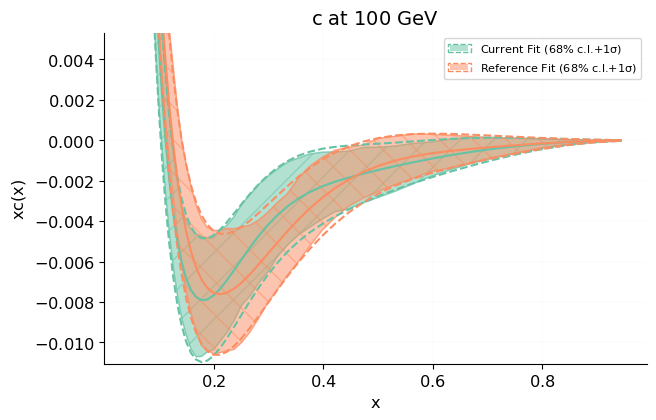 c at 100 GeV
Current Fit (68% c.l.+1σ)
Reference Fit (68% c.l.+1σ)
xc(x)
0.004
0.002
0.000
−0.002
−0.004
−0.006
−0.008
−0.010
0.2
0.4
0.6
0.8
x